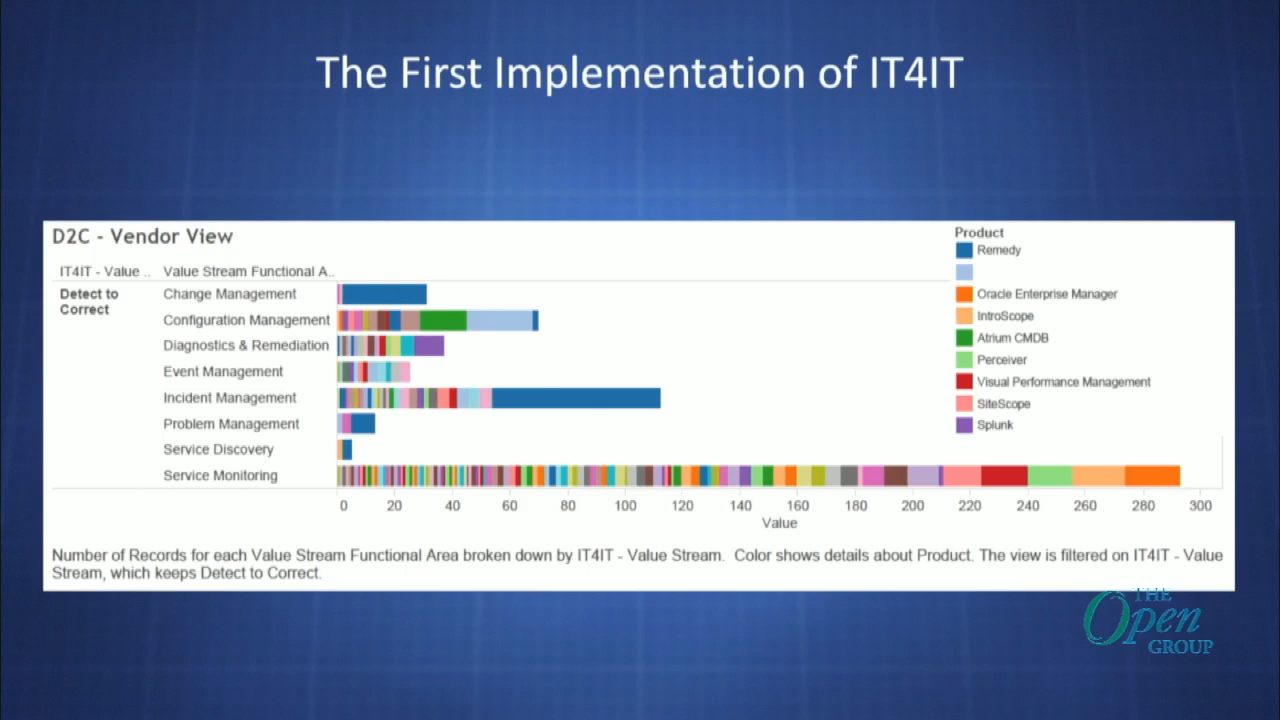 The First Implementation of IT4IT
D2C - Vendor View
IT4IT - Value ..
Value Stream Functional A..
Detect to
Correct
Change Management
Configuration Management
Diagnostics & Remediation
Event Management
Incident Management
Problem Management
Service Discovery
Service Monitoring
0 20 40 60 80 100 120 140 160 180 200 220 240 260 280 300
Value
Product
Remedy
Oracle Enterprise Manager
IntroScope
Atrium CMDB
Perceiver
Visual Performance Management
SiteScope
Splunk
Number of Records for each Value Stream Functional Area broken down by IT4IT - Value Stream. Color shows details about Product. The view is filtered on IT4IT - Value
Stream, which keeps Detect to Correct.
THE
Open
GROUP